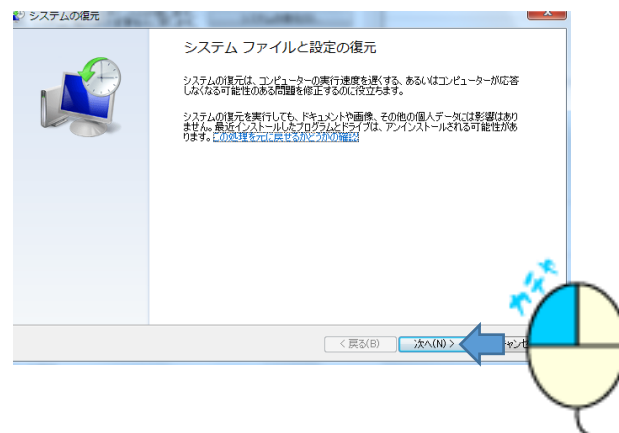 システムの復元
システム ファイルと設定の復元
システムの復元は、コンピューターの実行速度を遅くする、あるいはコンピューターが応答
しなくなる可能性のある問題を修正するのに役立ちます。
システムの復元を実行しても、ドキュメントや画像、その他の個人データには影響はあり
ません。最近インストールしたプログラムとドライブは、アンインストールされる可能性があ
ります。この処理を元に戻せるかどうかの確認
カチャ
< 戻る(B) 次へ(N) >